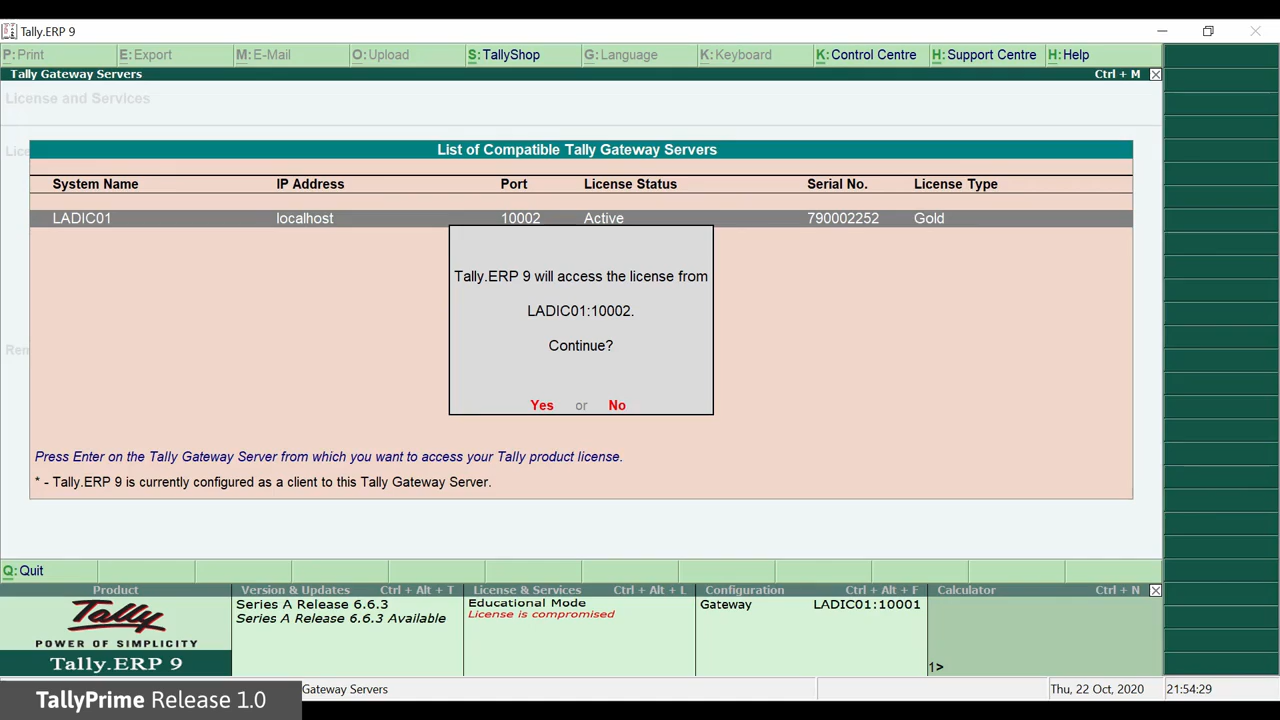 Tally.ERP 9
P: Print E: Export M: E-Mail O: Upload S: TallyShop G: Language K: Keyboard K: Control Centre H: Support Centre H: Help
Tally Gateway Servers Ctrl + M
License and Services
Lice
List of Compatible Tally Gateway Servers
System Name IP Address Port License Status Serial No. License Type
LADIC01 localhost 10002 Active 790002252 Gold
Tally.ERP 9 will access the license from
LADIC01:10002.
Continue?
Rem
Yes or No
Press Enter on the Tally Gateway Server from which you want to access your Tally product license.
* - Tally.ERP 9 is currently configured as a client to this Tally Gateway Server.
Q: Quit
Product Version & Updates Ctrl + Alt + T License & Services Ctrl + Alt + L Configuration Ctrl + Alt + F Calculator Ctrl + N
Tally
POWER OF SIMPLICITY
Tally.ERP 9
Series A Release 6.6.3
Series A Release 6.6.3 Available
Educational Mode
License is compromised
Gateway LADIC01:10001
1>
Gateway Servers Thu, 22 Oct, 2020 21:54:29
TallyPrime Release 1.0